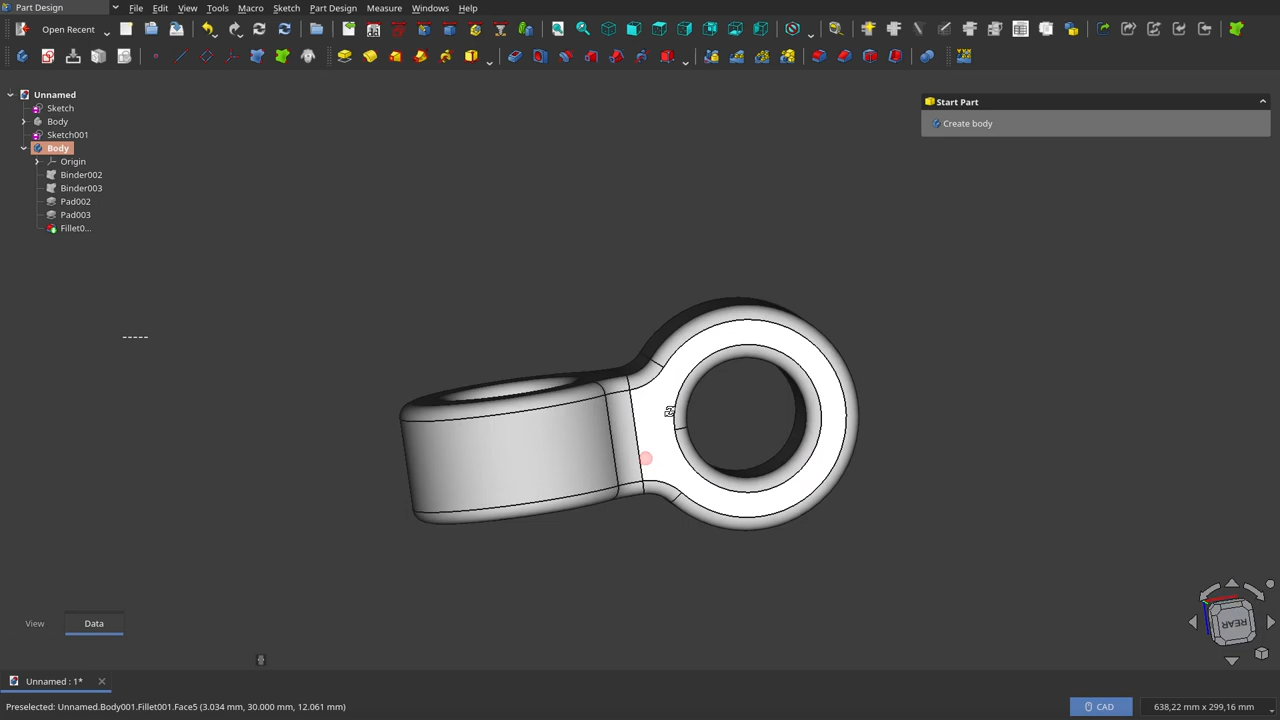 Part Design File Edit View Tools Macro Sketch Part Design Measure Windows Help
Open Recent
Unnamed
Sketch
Body
Sketch001
Body
Origin
Binder002
Binder003
Pad002
Pad003
Fillet0...
Start Part
Create body
REAR
View Data
Unnamed : 1*
Preselected: Unnamed.Body001.Fillet001.Face5 (3.034 mm, 30.000 mm, 12.061 mm)
CAD
638,22 mm x 299,16 mm